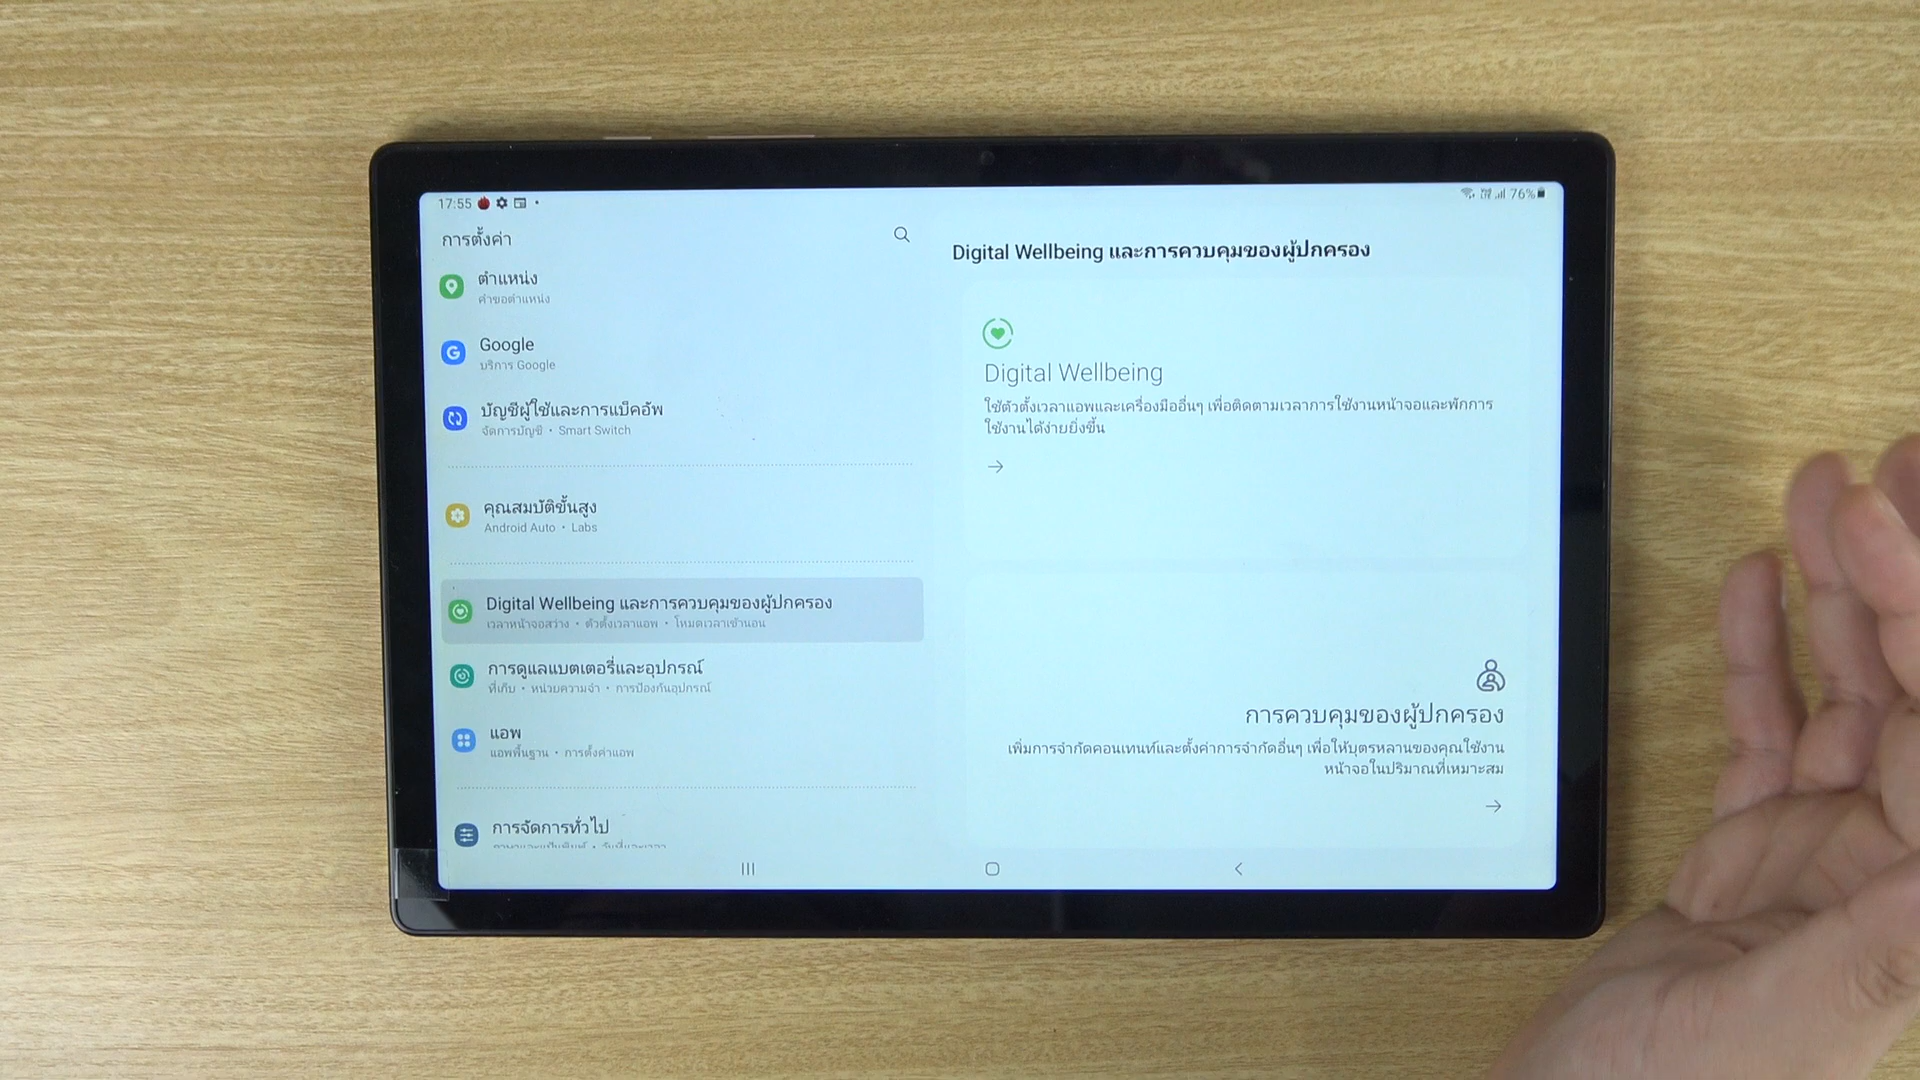 17:55
76%
การตั้งค่า
ตำแหน่ง
คำขอตำแหน่ง
Google
บริการ Google
บัญชีผู้ใช้และการแบ็คอัพ
จัดการบัญชี • Smart Switch
คุณสมบัติขั้นสูง
Android Auto • Labs
Digital Wellbeing และการควบคุมของผู้ปกครอง
เวลาหน้าจอสว่าง • ตัวตั้งเวลาแอพ • โหมดเวลาเข้านอน
การดูแลแบตเตอรี่และอุปกรณ์
ที่เก็บ • หน่วยความจำ • การป้องกันอุปกรณ์
แอพ
แอพพื้นฐาน • การตั้งค่าแอพ
การจัดการทั่วไป
Digital Wellbeing และการควบคุมของผู้ปกครอง
Digital Wellbeing
ใช้ตัวตั้งเวลาแอพและเครื่องมืออื่นๆ เพื่อติดตามเวลาการใช้งานหน้าจอและพักการ
ใช้งานได้ง่ายยิ่งขึ้น
การควบคุมของผู้ปกครอง
เพิ่มการจำกัดคอนเทนท์และตั้งค่าการจำกัดอื่นๆ เพื่อให้บุตรหลานของคุณใช้งาน
หน้าจอในปริมาณที่เหมาะสม